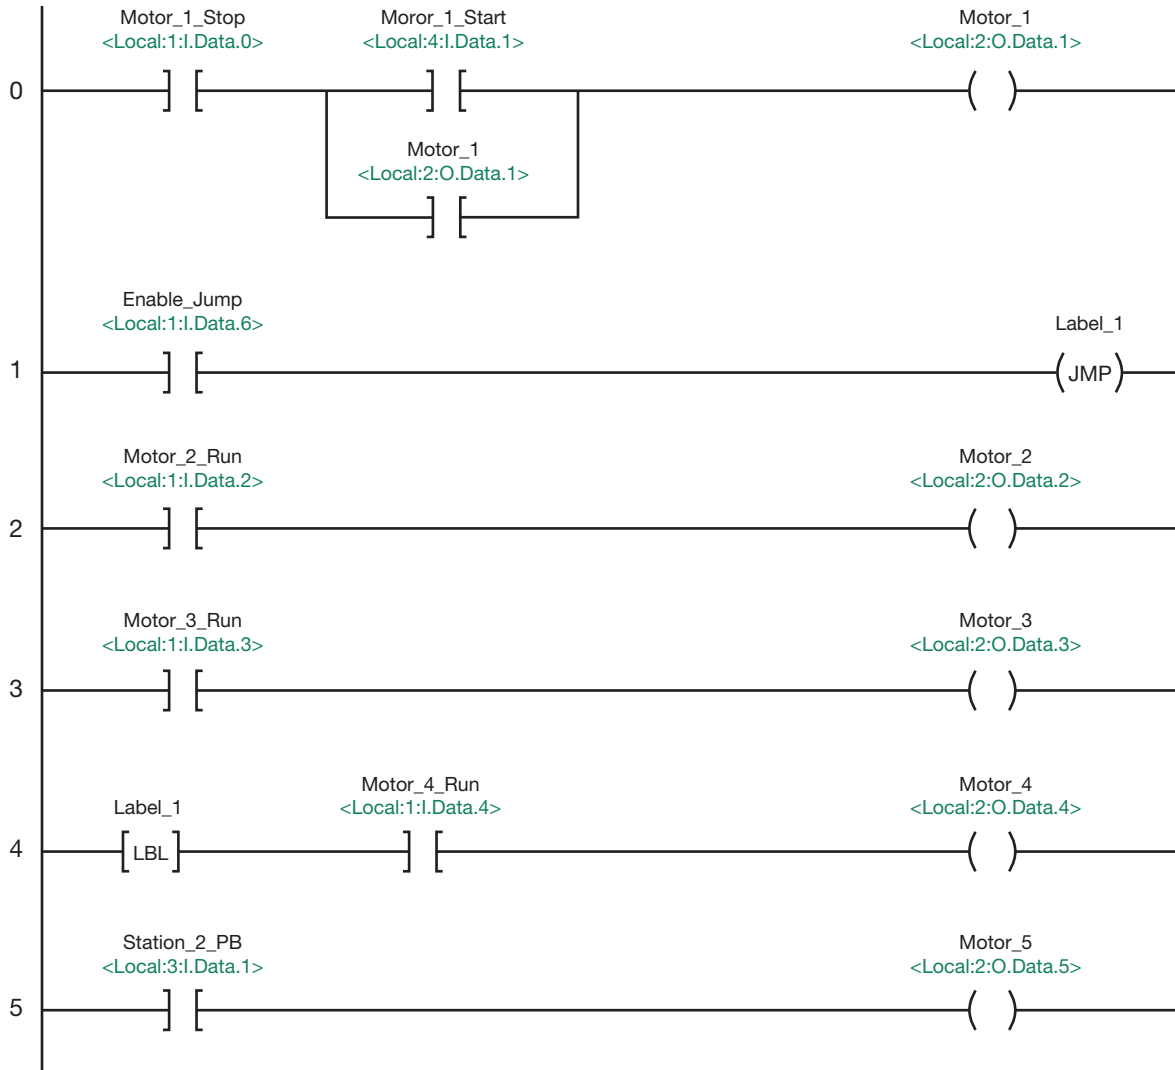 Motor_1_Stop
<Local:1:I.Data.0>
Moror_1_Start
<Local:4:I.Data.1>
Motor_1
<Local:2:O.Data.1>
0
Motor_1
<Local:2:O.Data.1>
Enable_Jump
<Local:1:I.Data.6>
Label_1
1
JMP
Motor_2_Run
<Local:1:I.Data.2>
Motor_2
<Local:2:O.Data.2>
2
Motor_3_Run
<Local:1:I.Data.3>
Motor_3
<Local:2:O.Data.3>
3
Label_1
Motor_4_Run
<Local:1:I.Data.4>
Motor_4
<Local:2:O.Data.4>
4
LBL
Station_2_PB
<Local:3:I.Data.1>
Motor_5
<Local:2:O.Data.5>
5